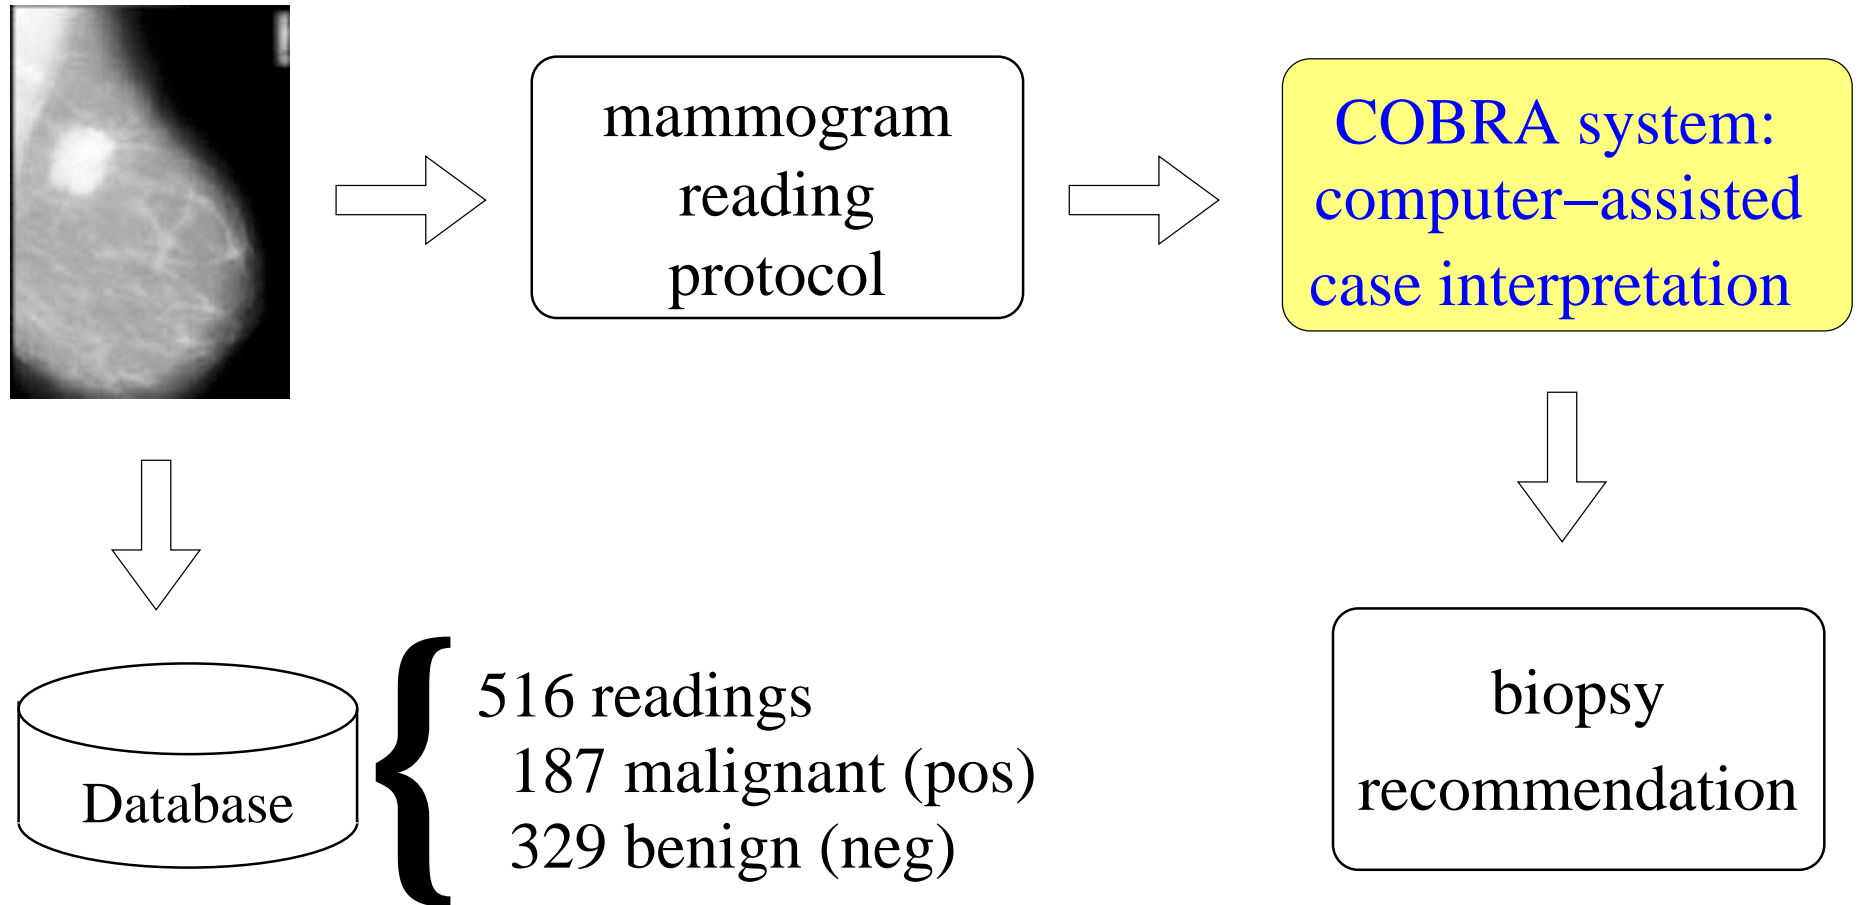 mammogram
reading
protocol
COBRA system:
computer−assisted
case interpretation
Database
516 readings
187 malignant (pos)
329 benign (neg)
biopsy
recommendation